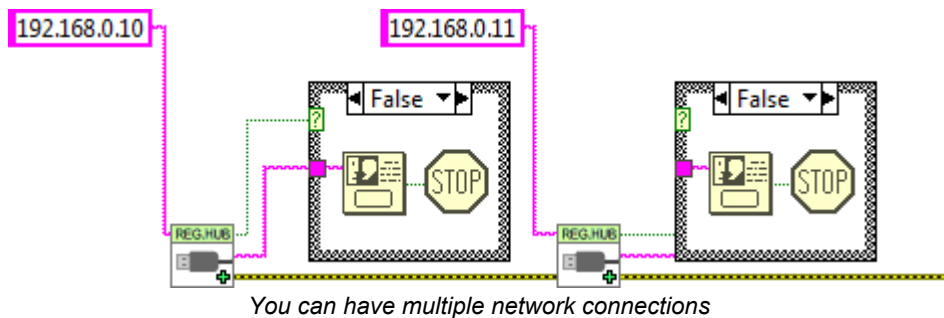 192.168.0.10
192.168.0.11
False
False
?
?
STOP
STOP
REG.HUB
REG.HUB
You can have multiple network connections